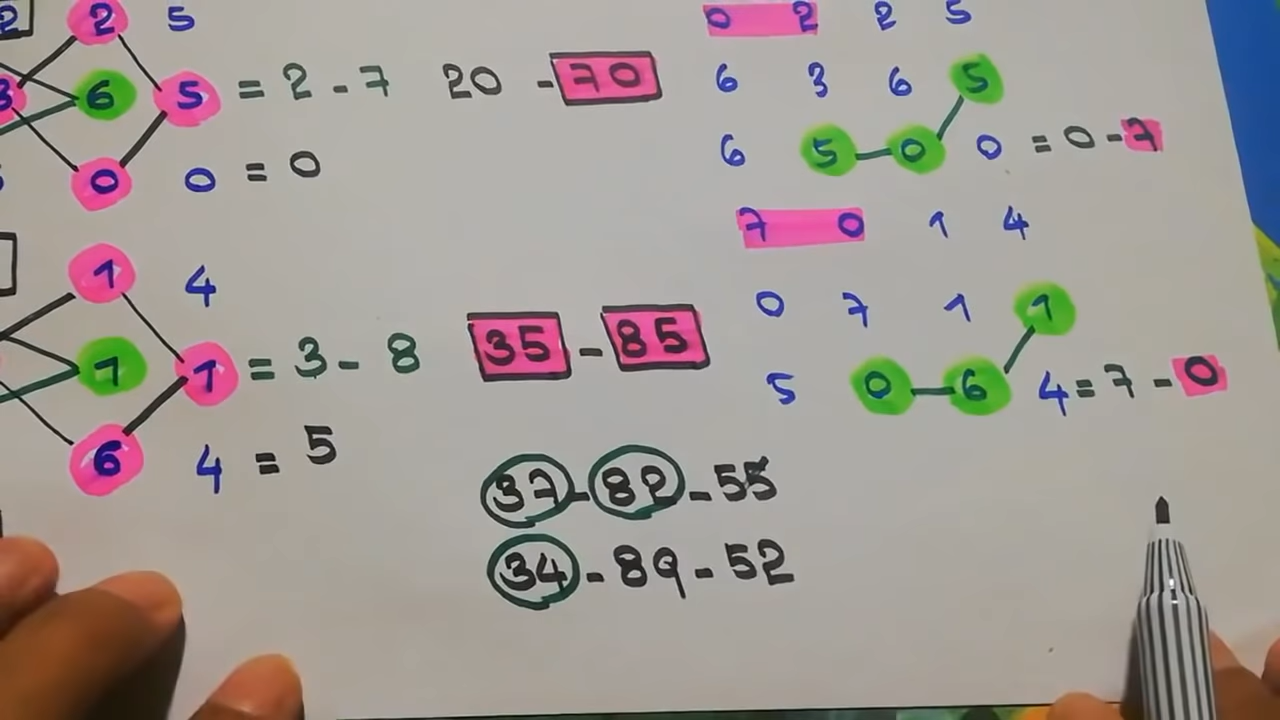 2 2 5
3 6 5 = 2 - 7 20 - 70
0 0 = 0
1 4
7 1 = 3 - 8 35 - 85
6 4 = 5
0 2 2 5
6 3 6 5
6 5 - 0 0 = 0 - 7
7 0 1 4
0 7 1 1
5 0 - 6 4 = 7 - 0
37 - 82 - 55
34 - 89 - 52